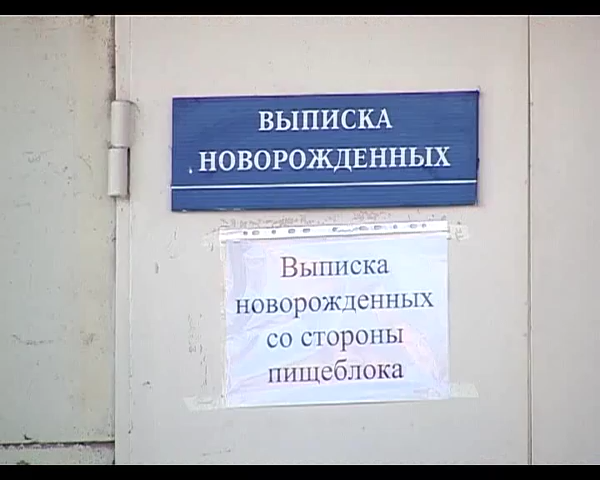 ВЫПИСКА
НОВОРОЖДЕННЫХ
Выписка
новорожденных
со стороны
пищеблока